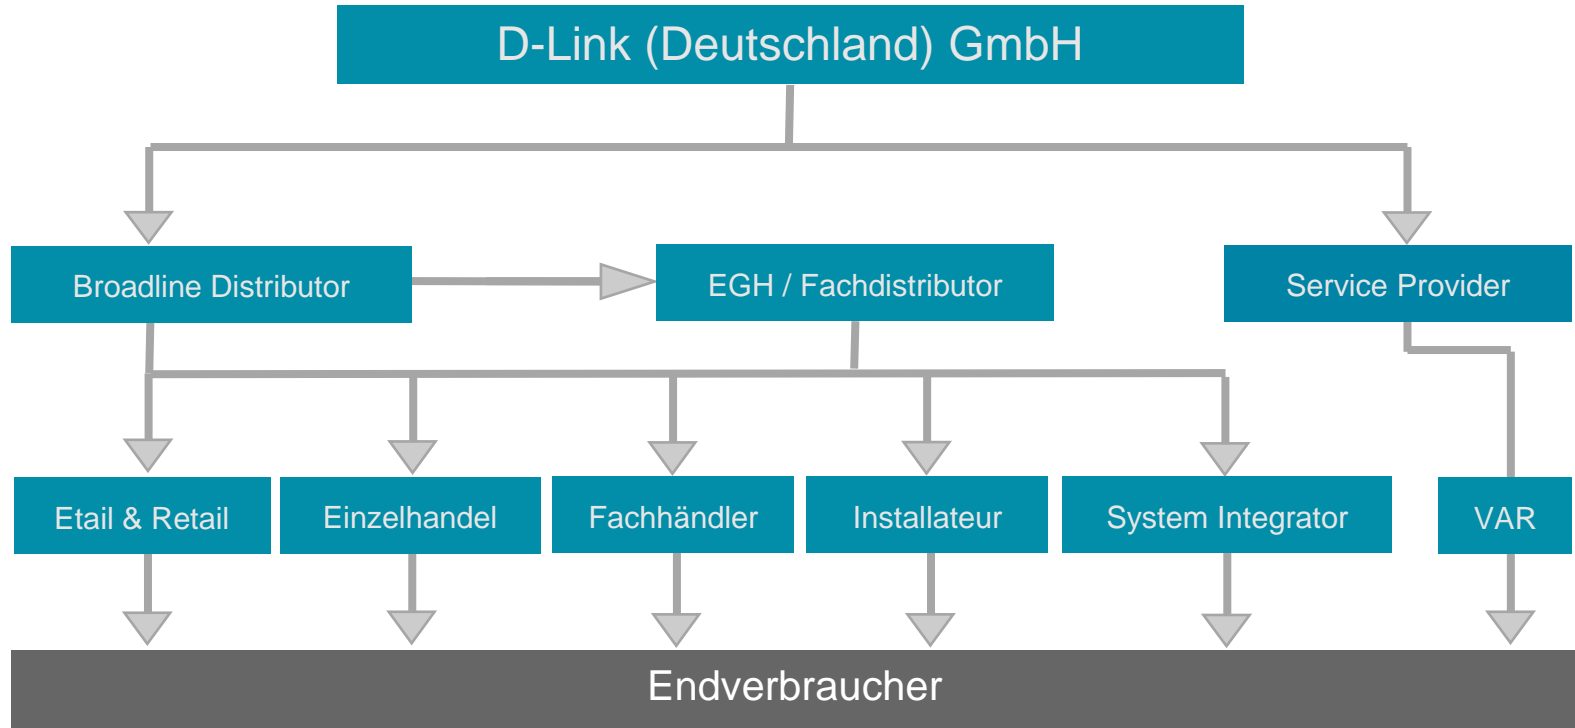 D-Link (Deutschland) GmbH
Broadline Distributor
EGH / Fachdistributor
Service Provider
Etail & Retail
Einzelhandel
Fachhändler
Installateur
System Integrator
VAR
Endverbraucher